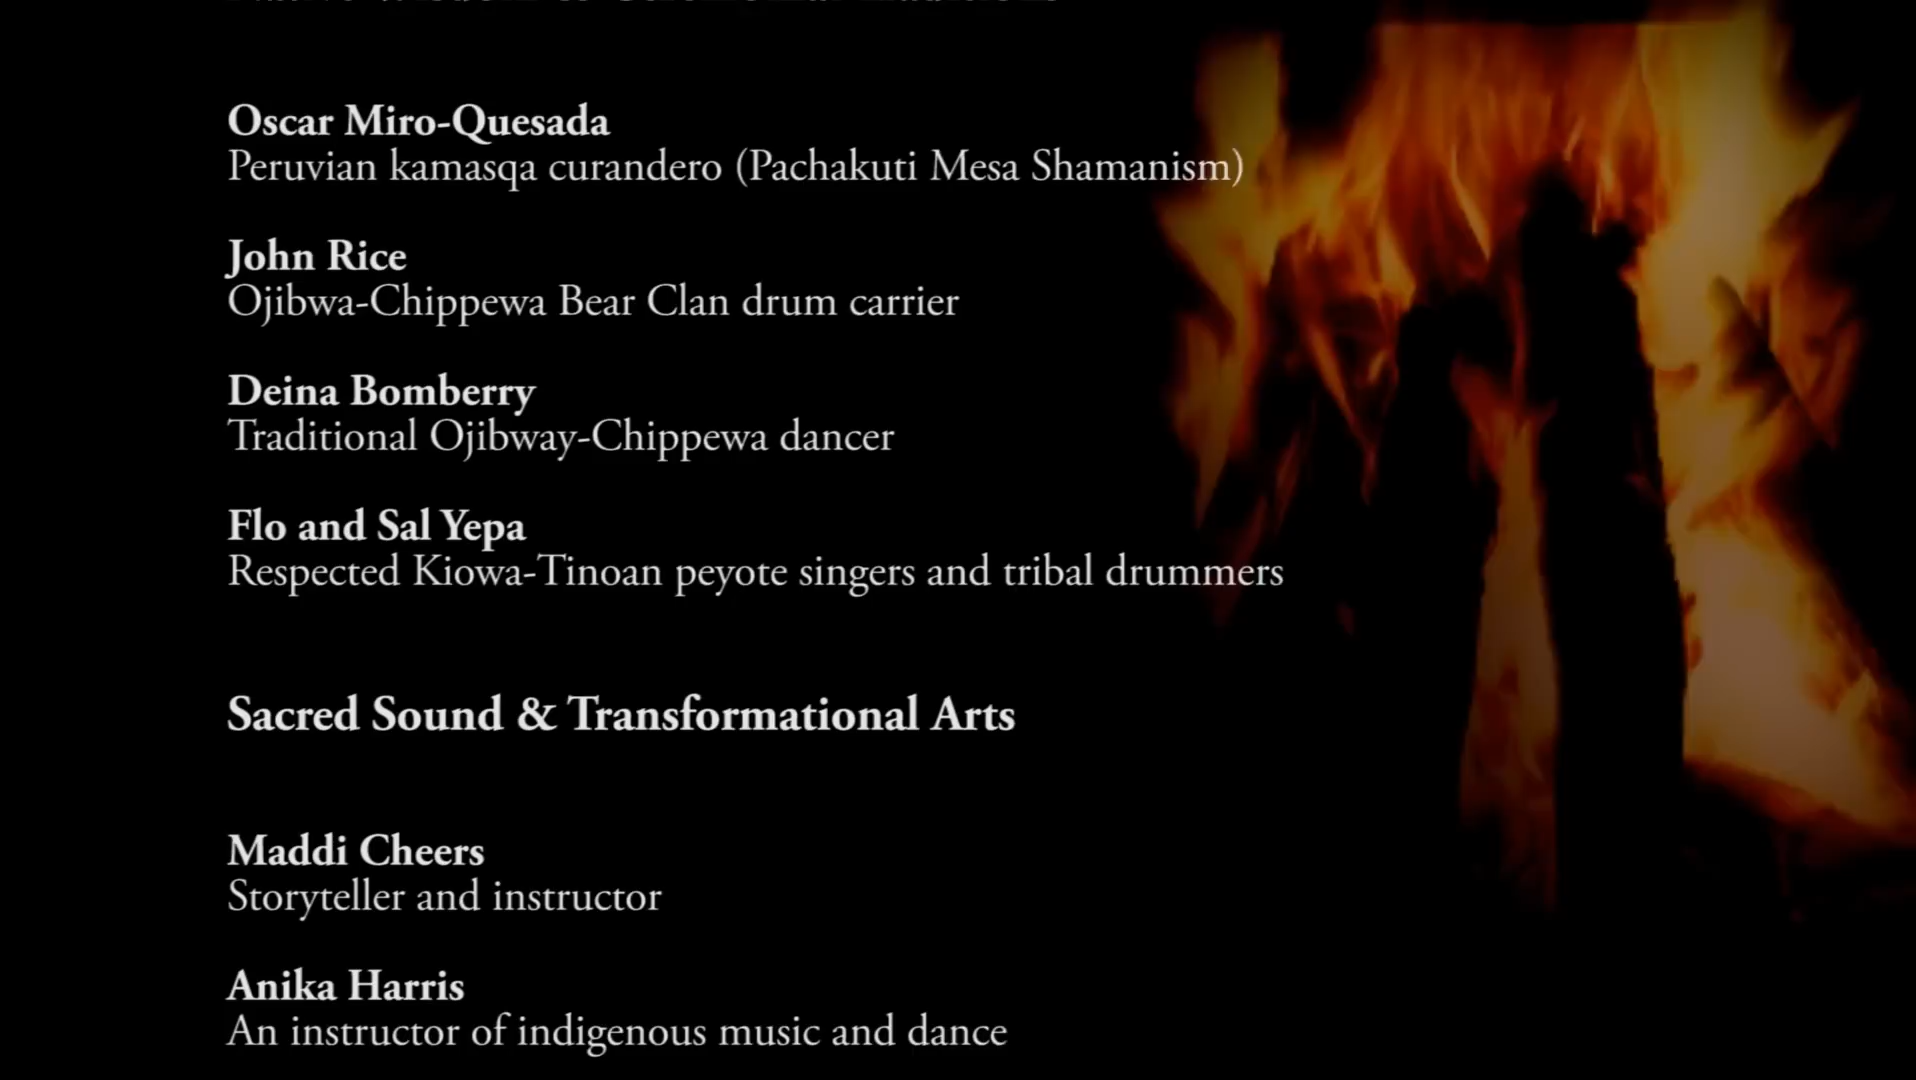 Oscar Miro-Quesada
Peruvian kamasqa curandero (Pachakuti Mesa Shamanism)
John Rice
Ojibwa-Chippewa Bear Clan drum carrier
Deina Bomberry
Traditional Ojibway-Chippewa dancer
Flo and Sal Yepa
Respected Kiowa-Tinoan peyote singers and tribal drummers
Sacred Sound & Transformational Arts
Maddi Cheers
Storyteller and instructor
Anika Harris
An instructor of indigenous music and dance